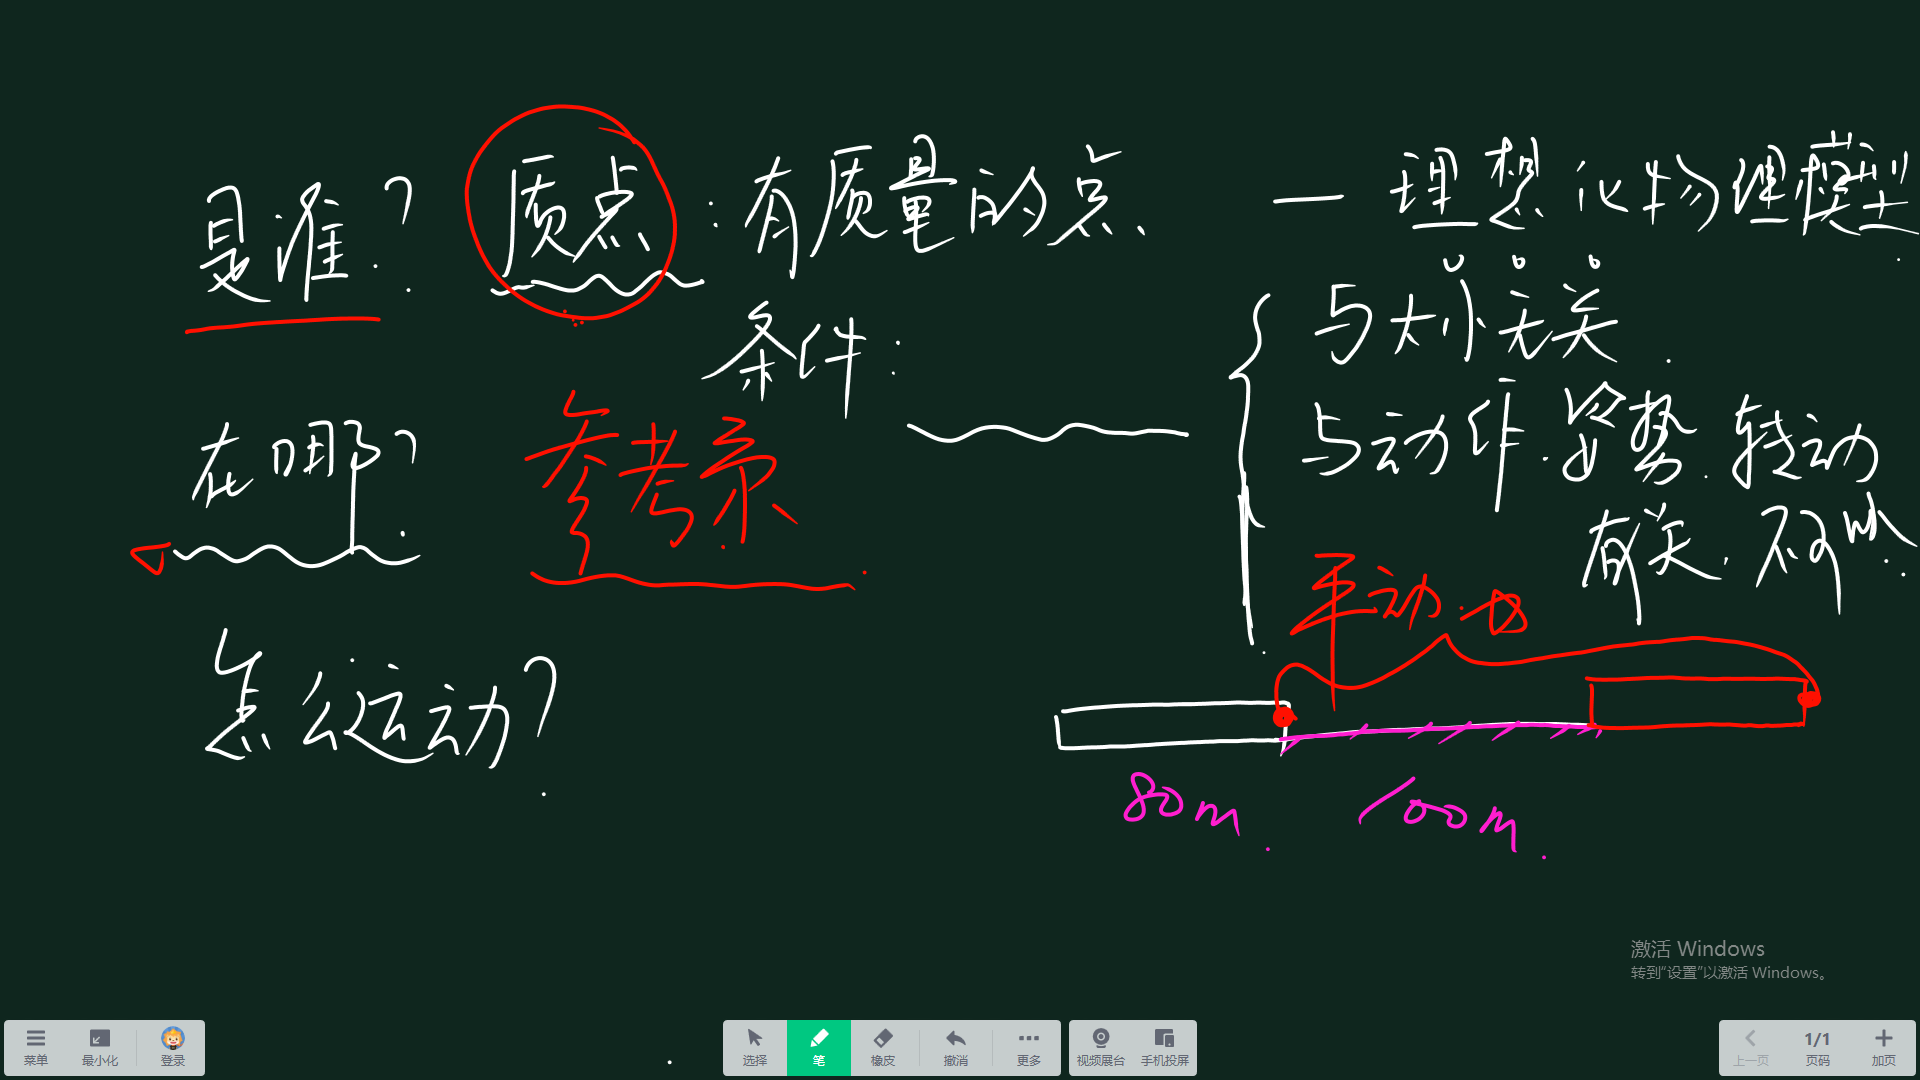 是谁? 质点:有质量的点. — 理想化物理模型.
条件: 与大小无关.
与动作.姿势.转动
有关,不可以.
在哪? 参考系
平动.
怎么运动?
80m. 100m.
激活 Windows
转到"设置"以激活 Windows。
菜单 最小化 登录 选择 笔 橡皮 撤消 更多 视频展台 手机投屏 上一页 1/1 页码 加页